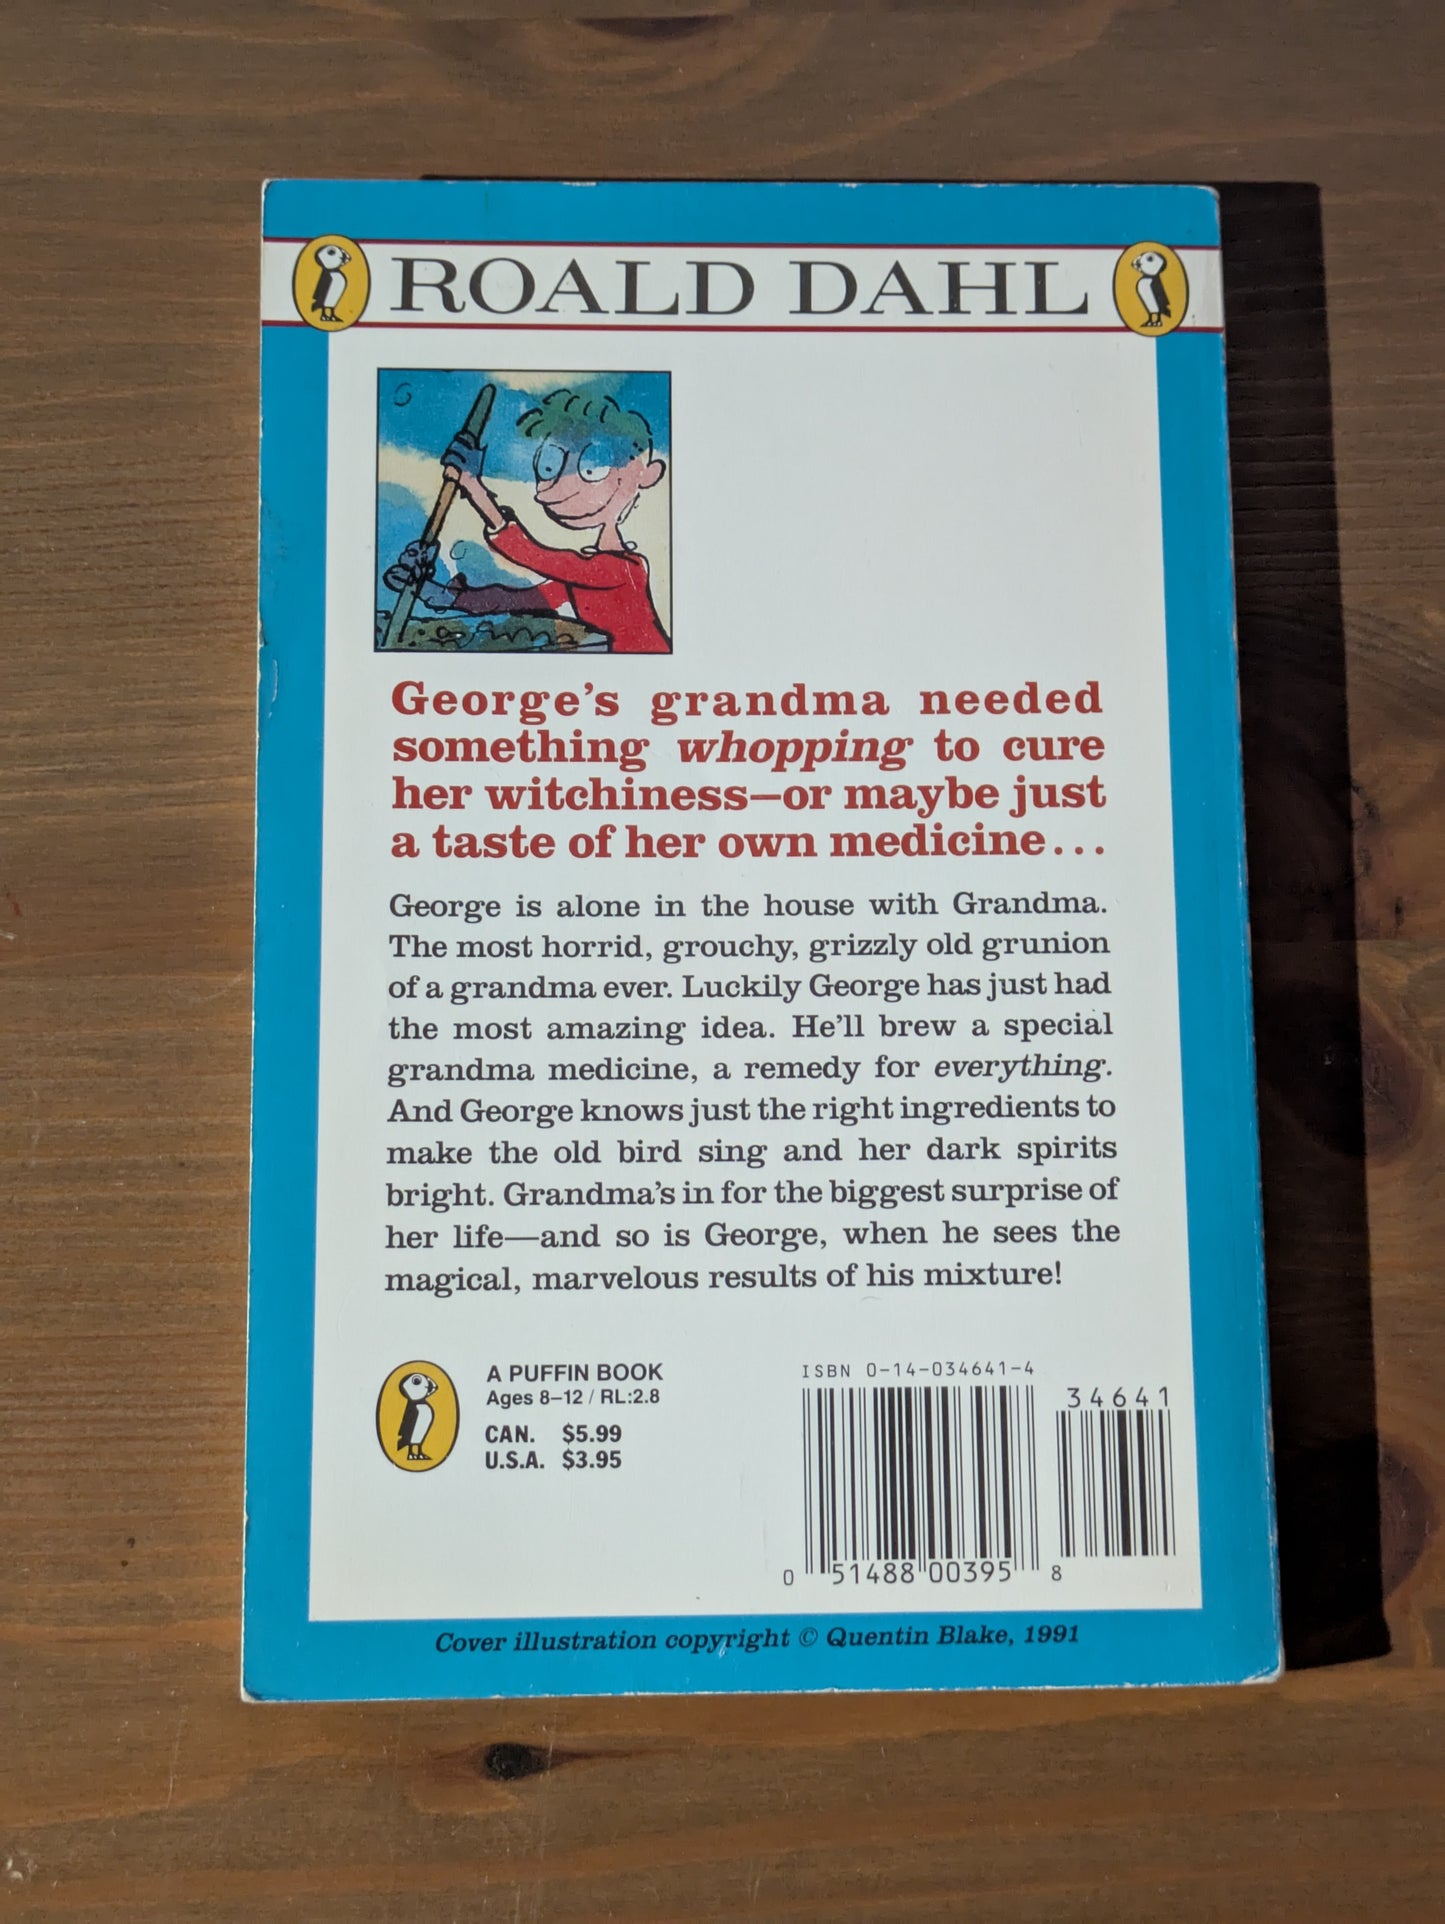 ROALD DAHL
George's grandma needed
something whopping to cure
her witchiness—or maybe just
a taste of her own medicine...
George is alone in the house with Grandma.
The most horrid, grouchy, grizzly old grunion
of a grandma ever. Luckily George has just had
the most amazing idea. He'll brew a special
grandma medicine, a remedy for everything.
And George knows just the right ingredients to
make the old bird sing and her dark spirits
bright. Grandma's in for the biggest surprise of
her life—and so is George, when he sees the
magical, marvelous results of his mixture!
A PUFFIN BOOK
Ages 8–12 / RL:2.8
CAN. $5.99
U.S.A. $3.95
ISBN 0-14-034641-4
34641
0 51488 00395 8
Cover illustration copyright © Quentin Blake, 1991